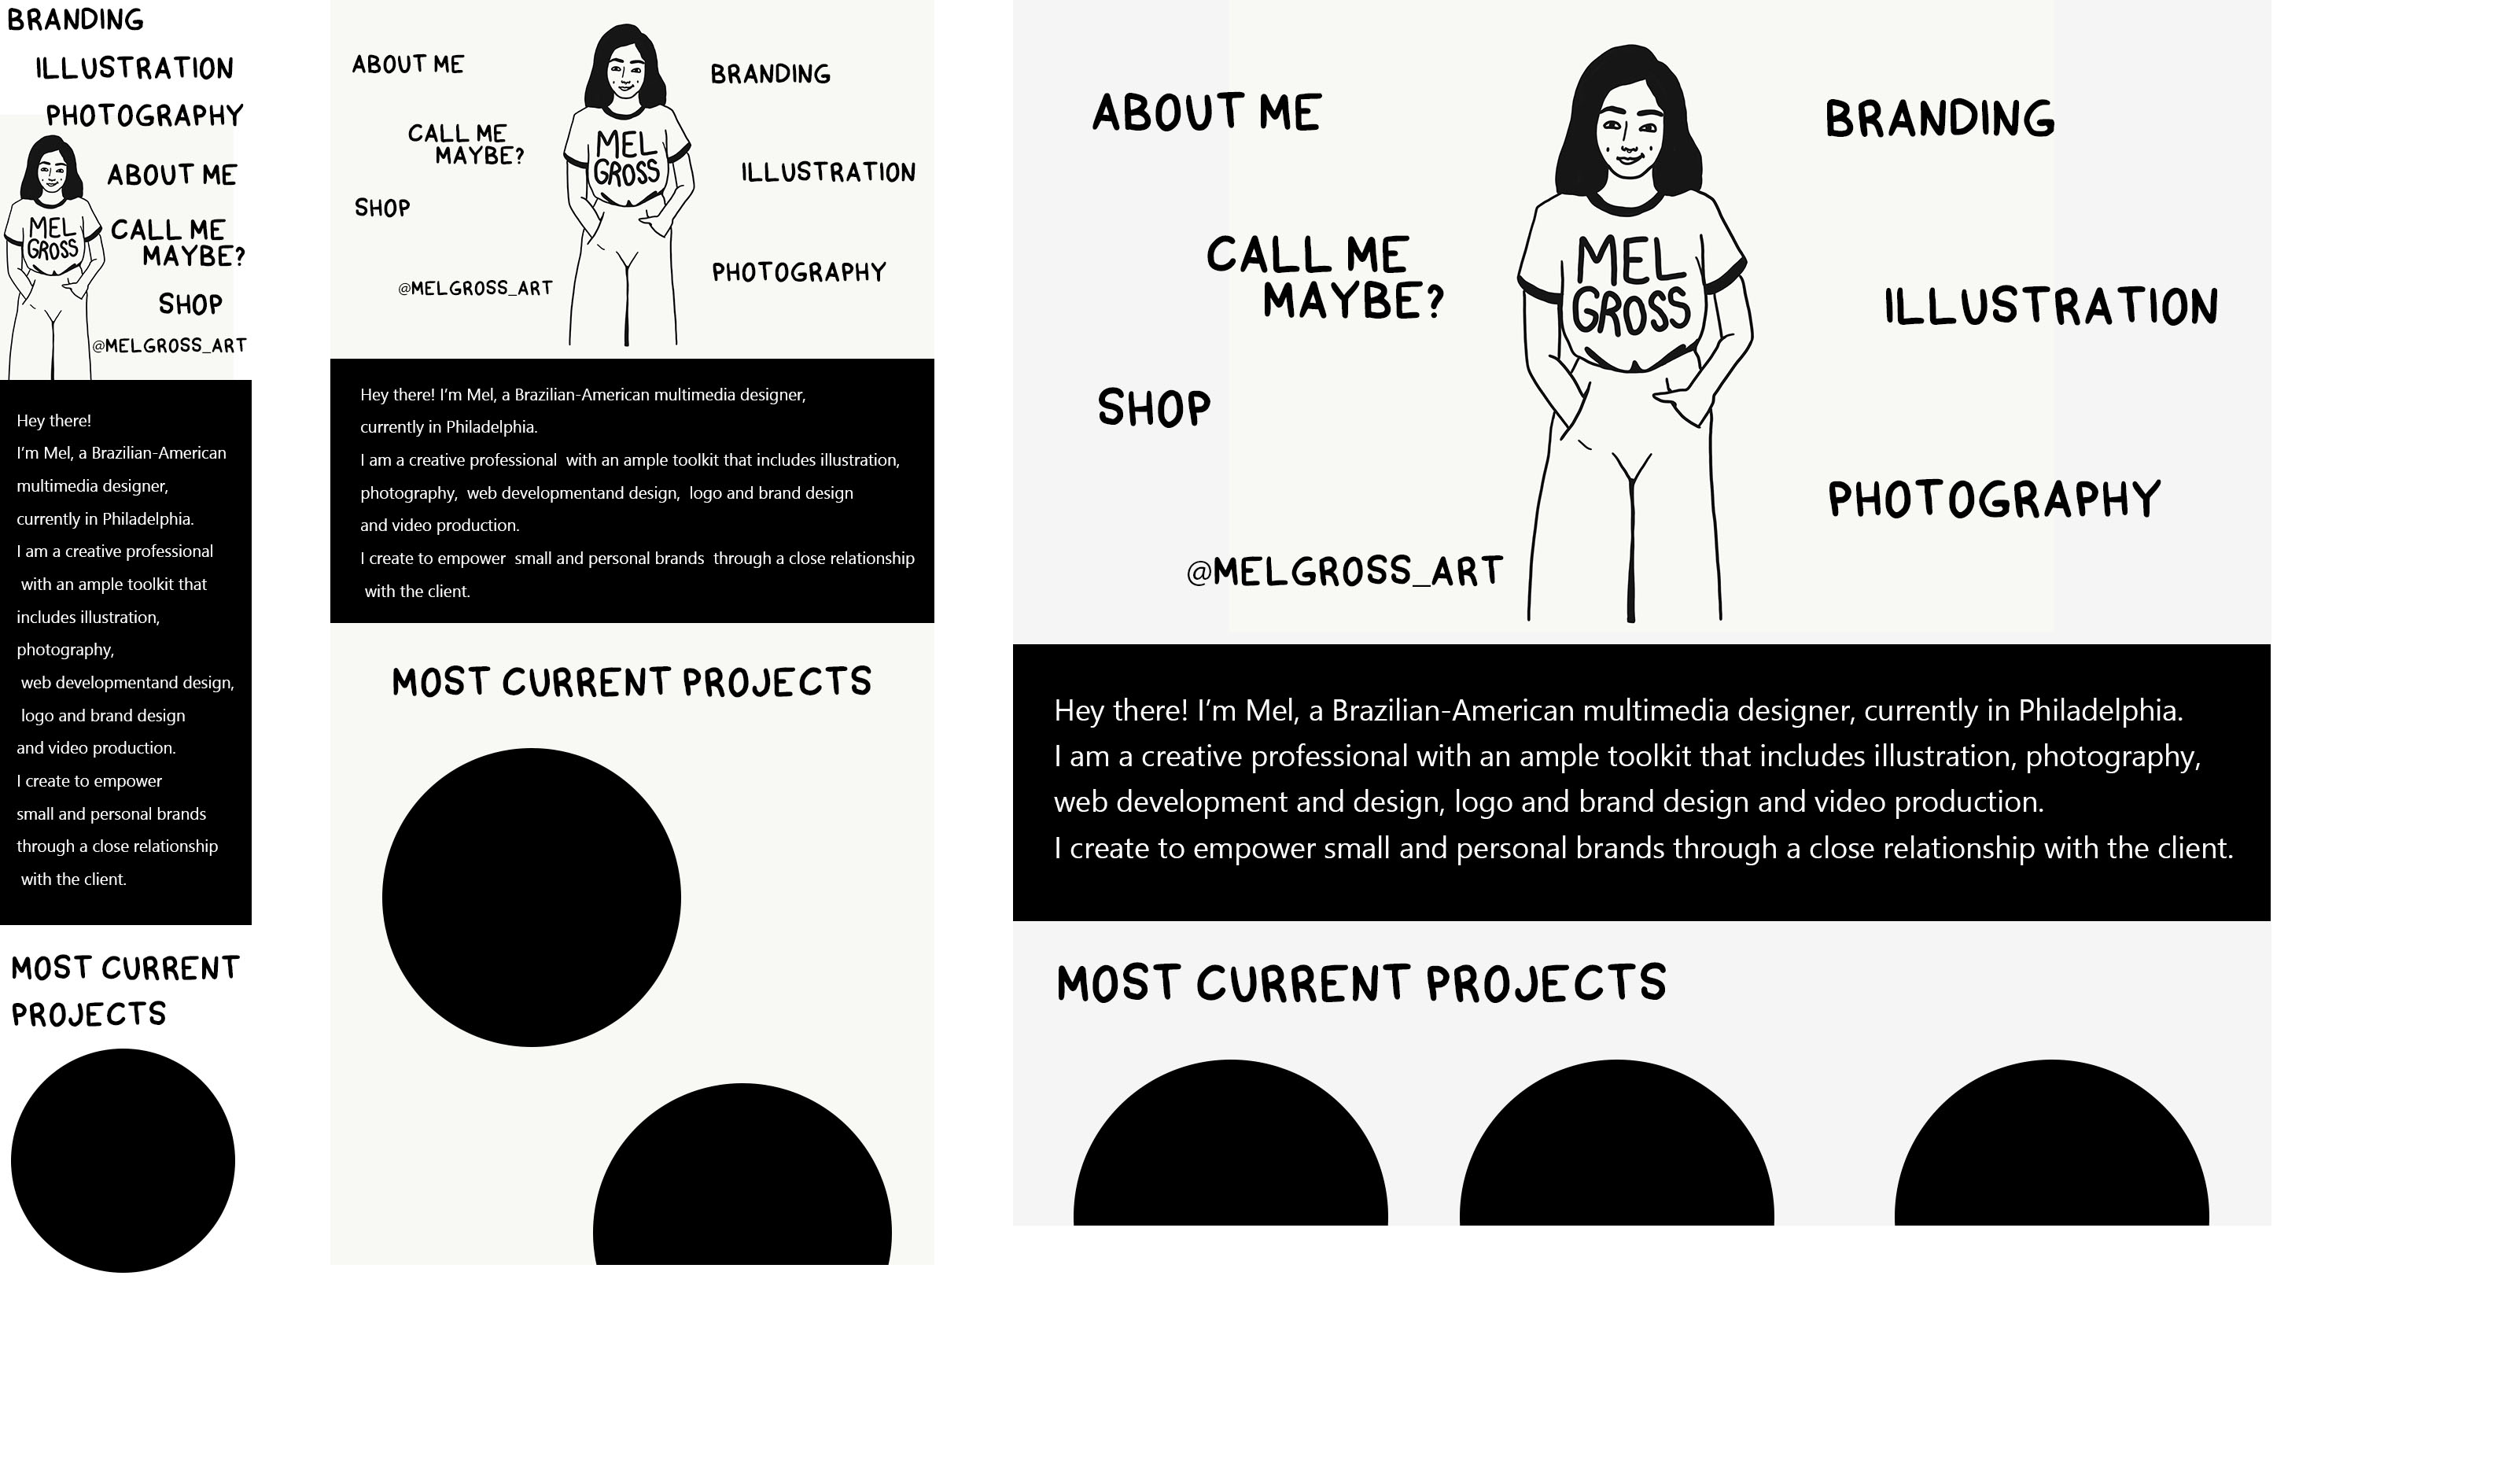 BRANDING
ILLUSTRATION
PHOTOGRAPHY
ABOUT ME
MEL
GROSS
CALL ME
MAYBE?
SHOP
@MELGROSS_ART
Hey there!
I'm Mel, a Brazilian-American
multimedia designer,
currently in Philadelphia.
I am a creative professional
with an ample toolkit that
includes illustration,
photography,
web developmentand design,
logo and brand design
and video production.
I create to empower
small and personal brands
through a close relationship
with the client.
MOST CURRENT
PROJECTS
ABOUT ME
CALL ME
MAYBE?
SHOP
@MELGROSS_ART
MEL
GROSS
BRANDING
ILLUSTRATION
PHOTOGRAPHY
Hey there! I'm Mel, a Brazilian-American multimedia designer,
currently in Philadelphia.
I am a creative professional  with an ample toolkit that includes illustration,
photography,  web developmentand design,  logo and brand design
and video production.
I create to empower  small and personal brands  through a close relationship
with the client.
MOST CURRENT PROJECTS
ABOUT ME
CALL ME
MAYBE?
SHOP
@MELGROSS_ART
MEL
GROSS
BRANDING
ILLUSTRATION
PHOTOGRAPHY
Hey there! I'm Mel, a Brazilian-American multimedia designer, currently in Philadelphia.
I am a creative professional with an ample toolkit that includes illustration, photography,
web development and design, logo and brand design and video production.
I create to empower small and personal brands through a close relationship with the client.
MOST CURRENT PROJECTS